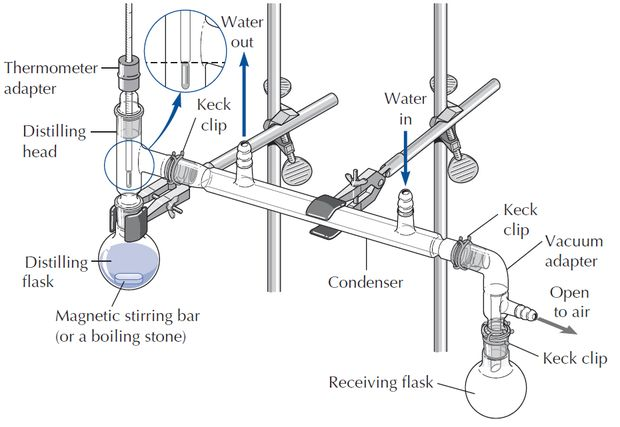 Water
out
Thermometer
adapter
Keck
clip
Water
in
Distilling
head
Keck
clip
Vacuum
adapter
Distilling
flask
Condenser
Open
to air
Magnetic stirring bar
(or a boiling stone)
Keck clip
Receiving flask